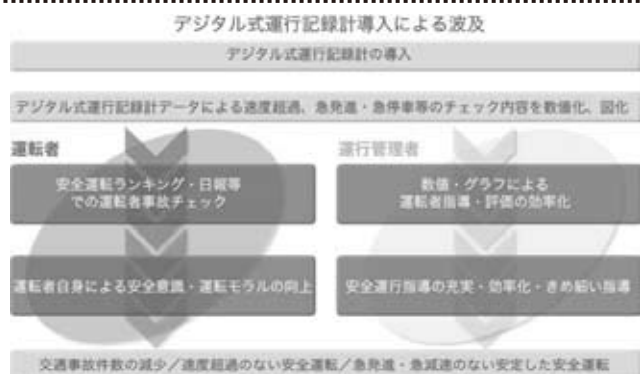 デジタル式運行記録計導入による波及
デジタル式運行記録計の導入
デジタル式運行記録計データによる速度超過、急発進・急停車等のチェック内容を数値化、図化
運転者
運行管理者
安全運転ランキング・日報等
での運転者事故チェック
数値・グラフによる
運転者指導・評価の効率化
運転者自身による安全意識・運転モラルの向上
安全運行指導の充実・効率化・きめ細い指導
交通事故件数の減少／速度超過のない安全運転／急発進・急減速のない安定した安全運転